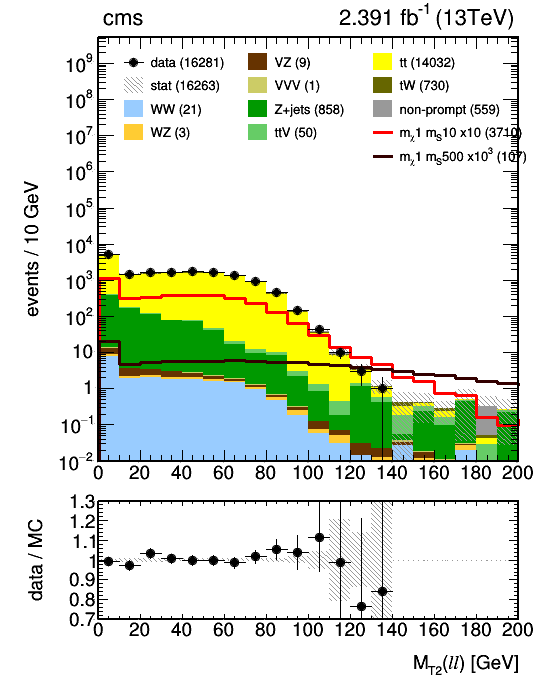 cms 2.391 fb⁻¹ (13TeV)
data (16281) VZ (9) tt (14032)
stat (16263) VVV (1) tW (730)
WW (21) Z+jets (858) non-prompt (559)
WZ (3) ttV (50) mχ1 mS10 x10 (3710)
mχ1 mS500 x10³ (107)
events / 10 GeV
10⁹
10⁸
10⁷
10⁶
10⁵
10⁴
10³
10²
10
1
10⁻¹
10⁻²
0 20 40 60 80 100 120 140 160 180 200
data / MC
1.3
1.2
1.1
1
0.9
0.8
0.7
0 20 40 60 80 100 120 140 160 180 200
M_T2(ll) [GeV]